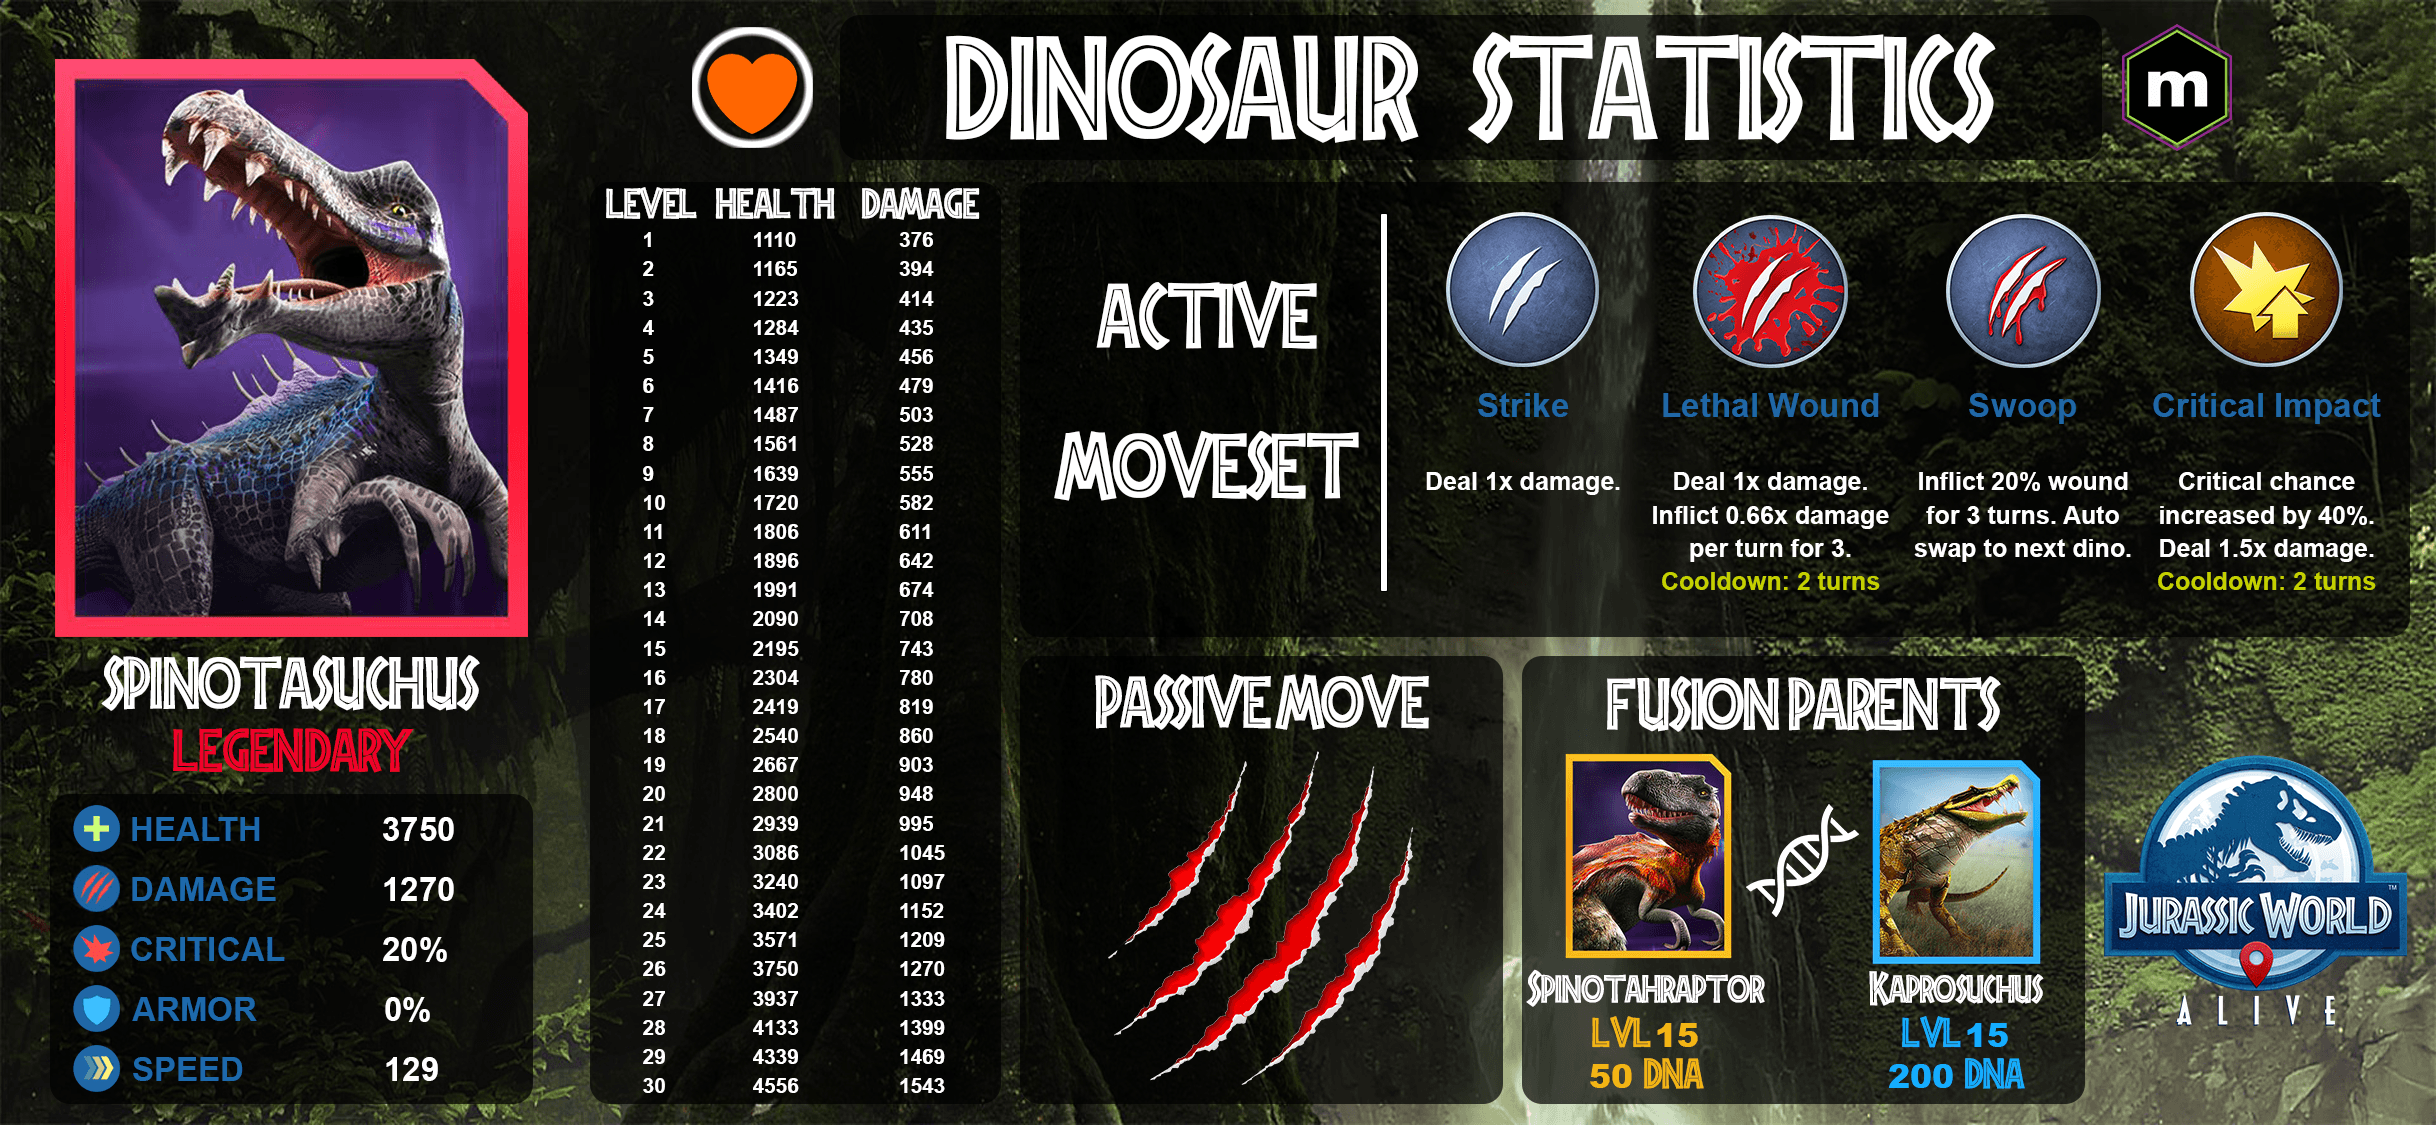 DINOSAUR STATISTICS
m
SPINOTASUCHUS
LEGENDARY
HEALTH 3750
DAMAGE 1270
CRITICAL 20%
ARMOR 0%
SPEED 129
LEVEL HEALTH DAMAGE
1 1110 376
2 1165 394
3 1223 414
4 1284 435
5 1349 456
6 1416 479
7 1487 503
8 1561 528
9 1639 555
10 1720 582
11 1806 611
12 1896 642
13 1991 674
14 2090 708
15 2195 743
16 2304 780
17 2419 819
18 2540 860
19 2667 903
20 2800 948
21 2939 995
22 3086 1045
23 3240 1097
24 3402 1152
25 3571 1209
26 3750 1270
27 3937 1333
28 4133 1399
29 4339 1469
30 4556 1543
ACTIVE
MOVESET
Strike
Deal 1x damage.
Lethal Wound
Deal 1x damage.
Inflict 0.66x damage
per turn for 3.
Cooldown: 2 turns
Swoop
Inflict 20% wound
for 3 turns. Auto
swap to next dino.
Critical Impact
Critical chance
increased by 40%.
Deal 1.5x damage.
Cooldown: 2 turns
PASSIVE MOVE
FUSION PARENTS
SPINOTAHRAPTOR
LVL 15
50 DNA
KAPROSUCHUS
LVL 15
200 DNA
JURASSIC WORLD™
ALIVE